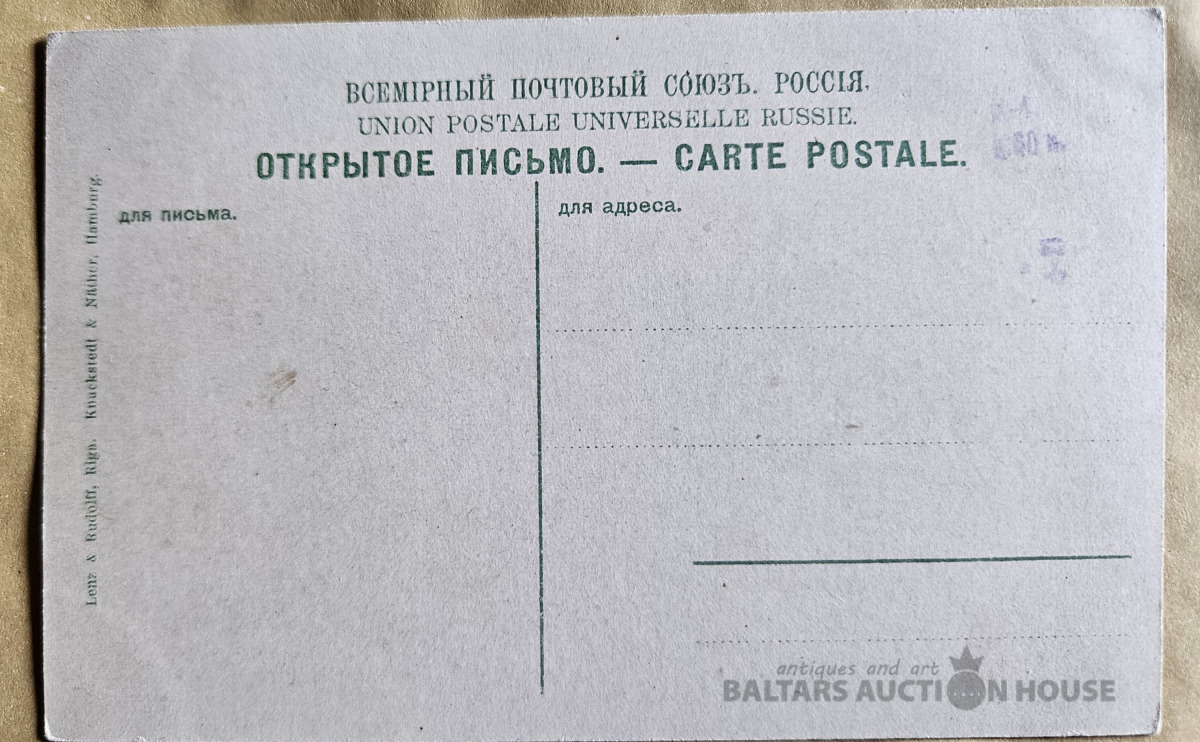 ВСЕМІРНЫЙ ПОЧТОВЫЙ СОЮЗЪ. РОССІЯ.
UNION POSTALE UNIVERSELLE RUSSIE.
ОТКРЫТОЕ ПИСЬМО. — CARTE POSTALE.
для письма.
для адреса.
Lenz & Rudolff, Riga. Knackstedt & Näther, Hamburg.
antiques and art
BALTARS AUCTION HOUSE